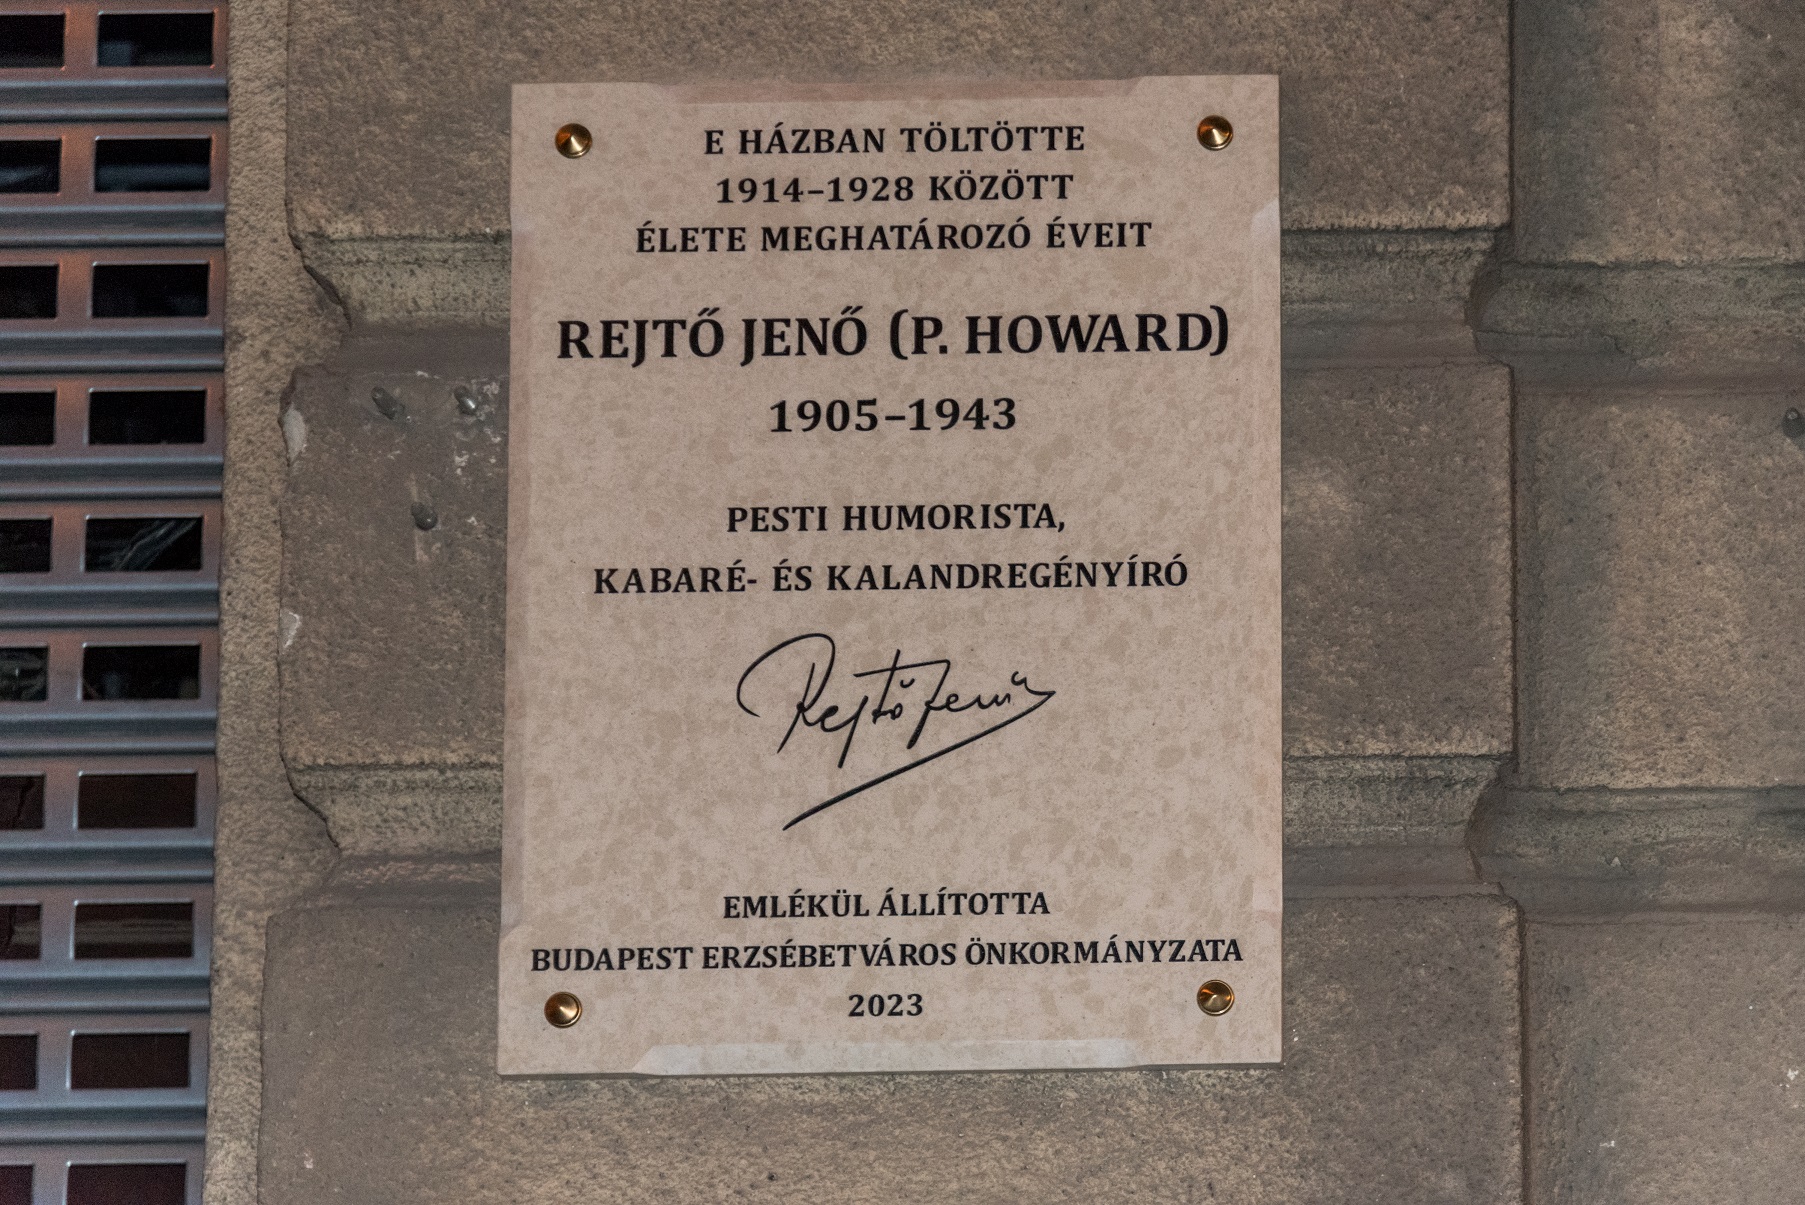 E HÁZBAN TÖLTÖTTE
1914–1928 KÖZÖTT
ÉLETE MEGHATÁROZÓ ÉVEIT
REJTŐ JENŐ (P. HOWARD)
1905–1943
PESTI HUMORISTA,
KABARÉ- ÉS KALANDREGÉNYÍRÓ
Rejtő Jenő
EMLÉKÜL ÁLLÍTOTTA
BUDAPEST ERZSÉBETVÁROS ÖNKORMÁNYZATA
2023